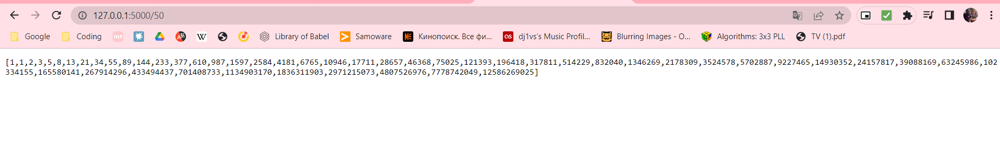 127.0.0.1:5000/50
Google Coding mt W Library of Babel Samoware Кинопоиск. Все фи... dj1vs's Music Profil... Blurring Images - O... Algorithms: 3x3 PLL TV (1).pdf
[1,1,2,3,5,8,13,21,34,55,89,144,233,377,610,987,1597,2584,4181,6765,10946,17711,28657,46368,75025,121393,196418,317811,514229,832040,1346269,2178309,3524578,5702887,9227465,14930352,24157817,39088169,63245986,102
334155,165580141,267914296,433494437,701408733,1134903170,1836311903,2971215073,4807526976,7778742049,12586269025]